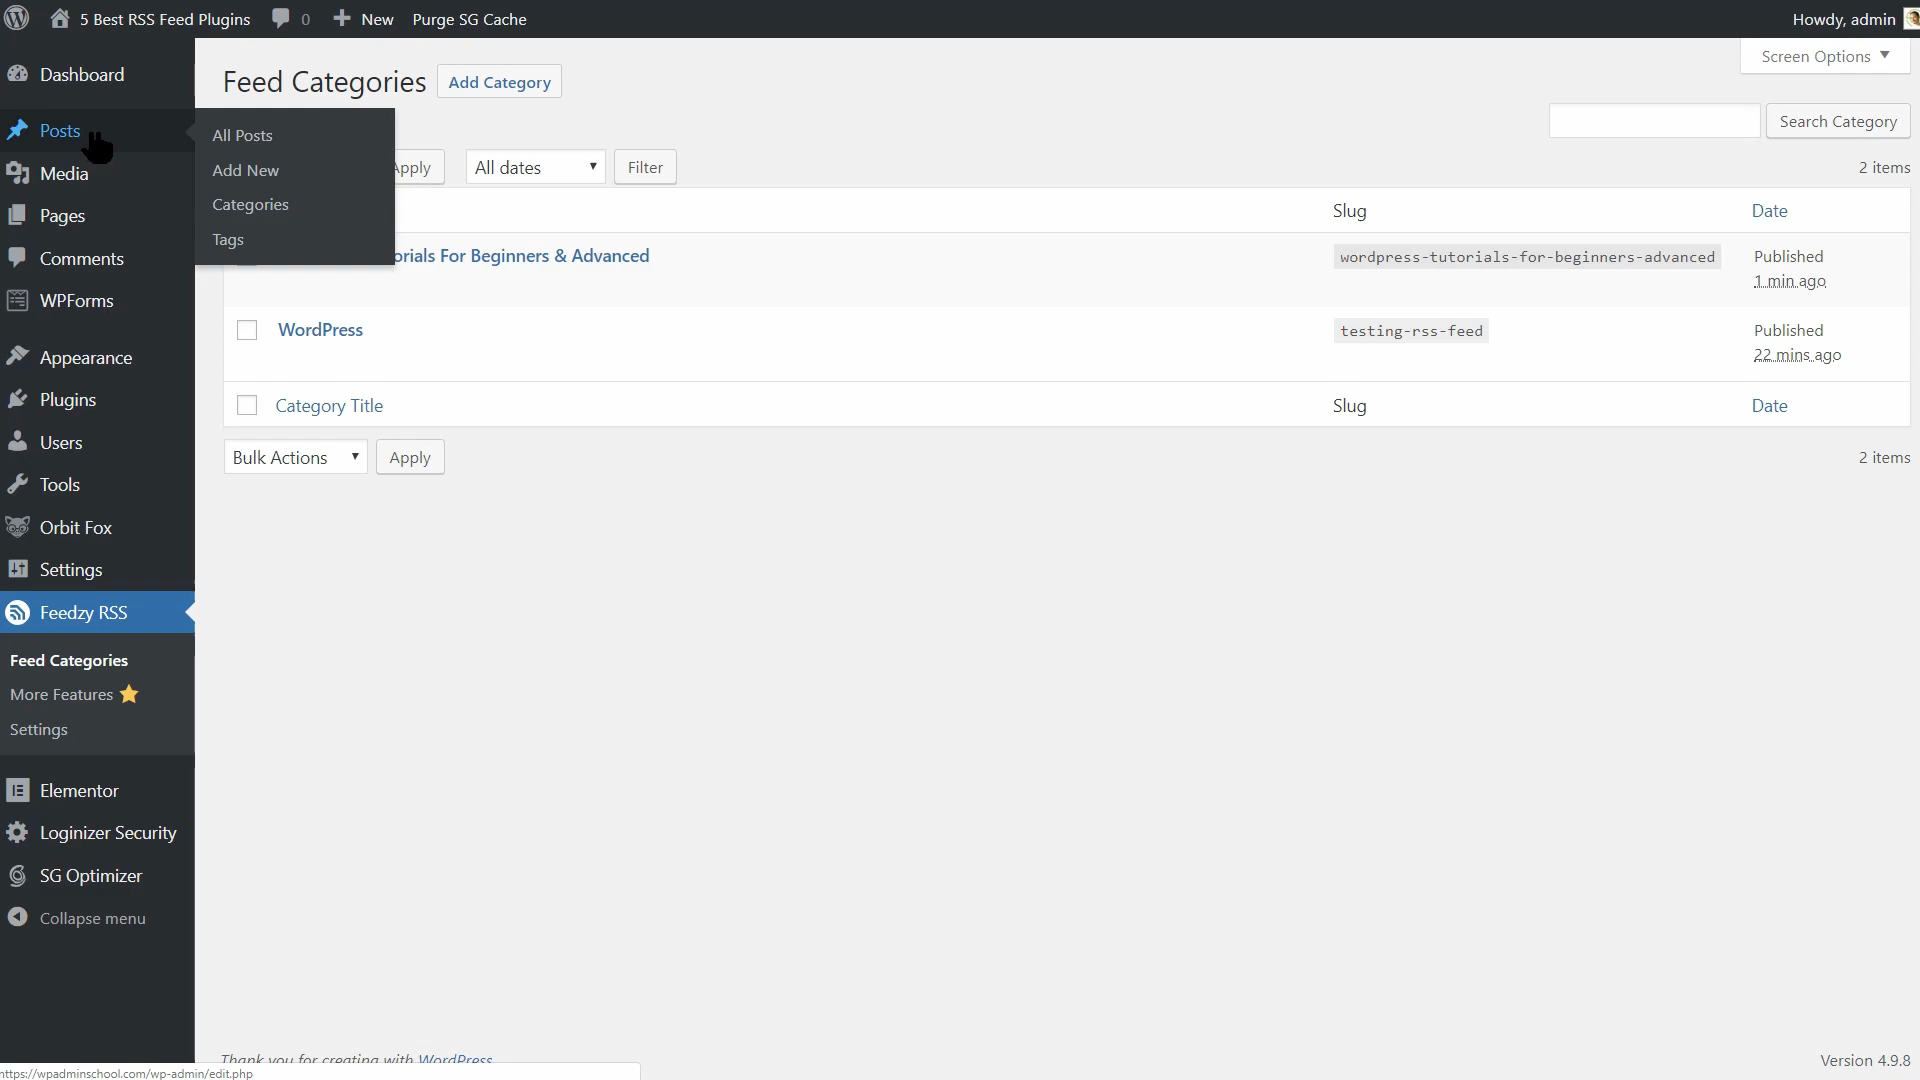 5 Best RSS Feed Plugins 0 New Purge SG Cache Howdy, admin
Dashboard
Posts
Media
Pages
Comments
WPForms
Appearance
Plugins
Users
Tools
Orbit Fox
Settings
Feedzy RSS
Feed Categories
More Features
Settings
Elementor
Loginizer Security
SG Optimizer
Collapse menu
All Posts
Add New
Categories
Tags
Screen Options
Feed Categories Add Category
Search Category
Apply All dates Filter 2 items
Slug Date
orials For Beginners & Advanced wordpress-tutorials-for-beginners-advanced Published
1 min ago
WordPress testing-rss-feed Published
22 mins ago
Category Title Slug Date
Bulk Actions Apply 2 items
Thank you for creating with WordPress Version 4.9.8
https://wpadminschool.com/wp-admin/edit.php